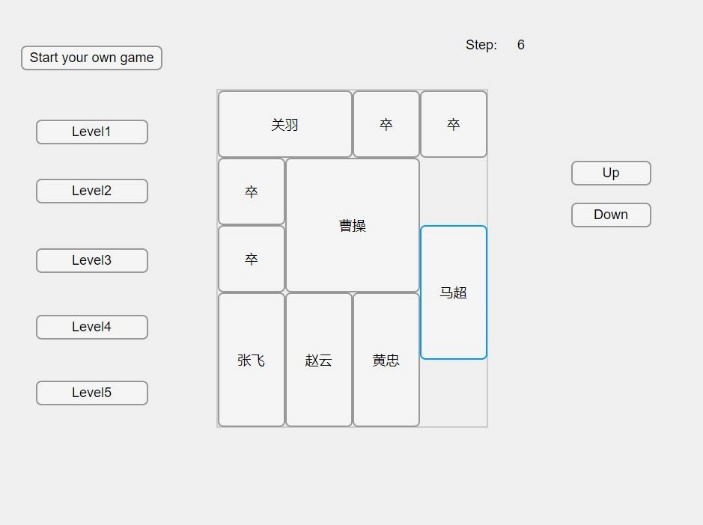 Step: 6
Start your own game
关羽
卒
卒
Level1
Up
Level2
卒
曹操
Down
Level3
卒
马超
Level4
张飞
赵云
黄忠
Level5